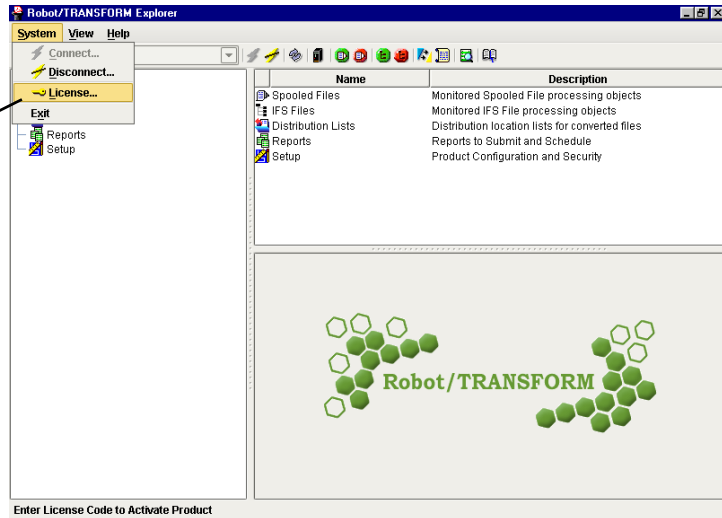 Robot/TRANSFORM Explorer
System View Help
Connect...
Disconnect...
License...
Exit
Reports
Setup
Name Description
Spooled Files Monitored Spooled File processing objects
IFS Files Monitored IFS File processing objects
Distribution Lists Distribution location lists for converted files
Reports Reports to Submit and Schedule
Setup Product Configuration and Security
Robot/TRANSFORM
Enter License Code to Activate Product